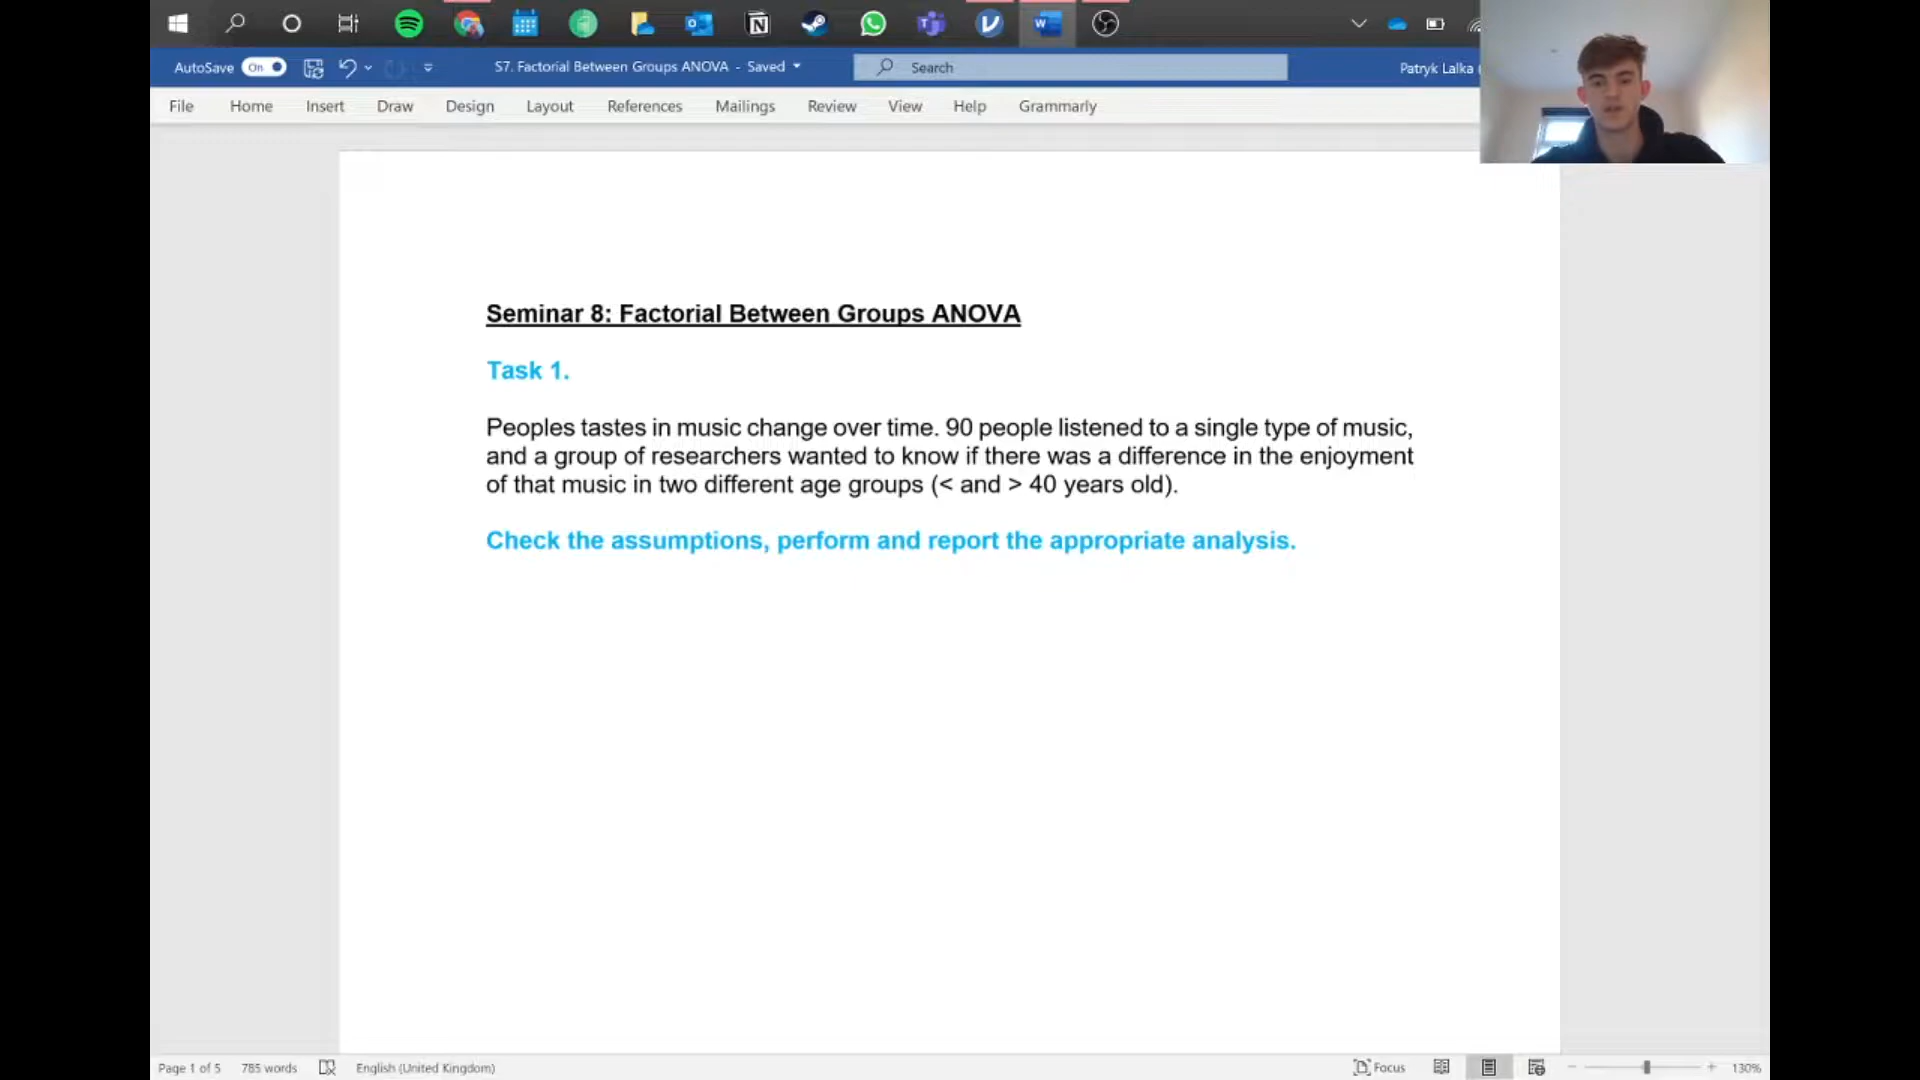 AutoSave On S7. Factorial Between Groups ANOVA - Saved Search Patryk Lalka
File Home Insert Draw Design Layout References Mailings Review View Help Grammarly
Seminar 8: Factorial Between Groups ANOVA
Task 1.
Peoples tastes in music change over time. 90 people listened to a single type of music,
and a group of researchers wanted to know if there was a difference in the enjoyment
of that music in two different age groups (< and > 40 years old).
Check the assumptions, perform and report the appropriate analysis.
Page 1 of 5 785 words English (United Kingdom) Focus 130%